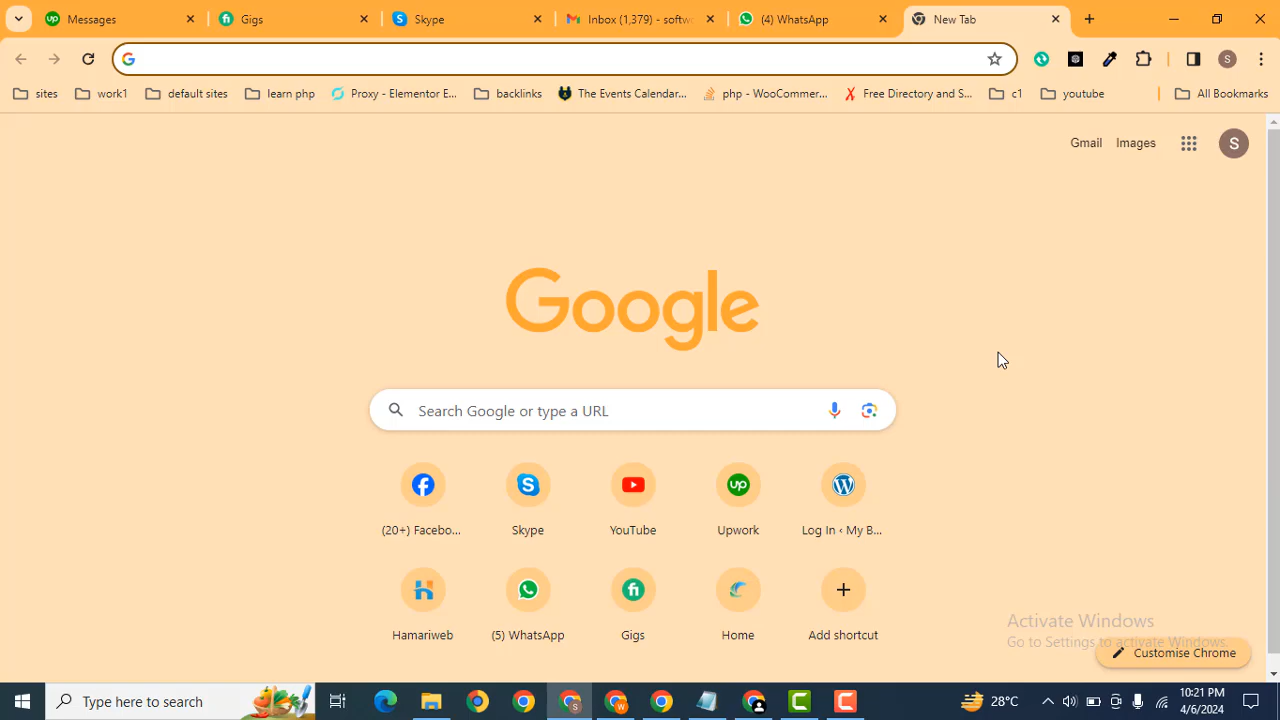 Messages Gigs Skype Inbox (1,379) - softwo (4) WhatsApp New Tab
S
sites work1 default sites learn php Proxy - Elementor E... backlinks The Events Calendar... php - WooCommer... Free Directory and S... c1 youtube All Bookmarks
Gmail Images S
Google
Search Google or type a URL
(20+) Facebo... Skype YouTube Upwork Log In ‹ My B...
Hamariweb (5) WhatsApp Gigs Home Add shortcut
Activate Windows
Go to Settings to activate Windows.
Customise Chrome
Type here to search 28°C 10:21 PM
4/6/2024